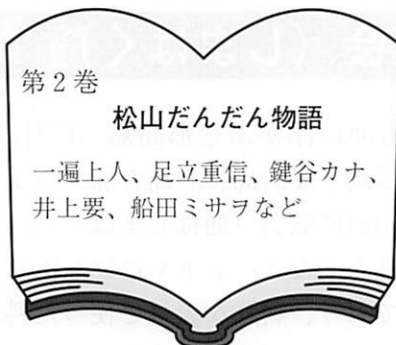 第2巻
松山だんだん物語
一遍上人、足立重信、鍵谷カナ、
井上要、船田ミサヲなど